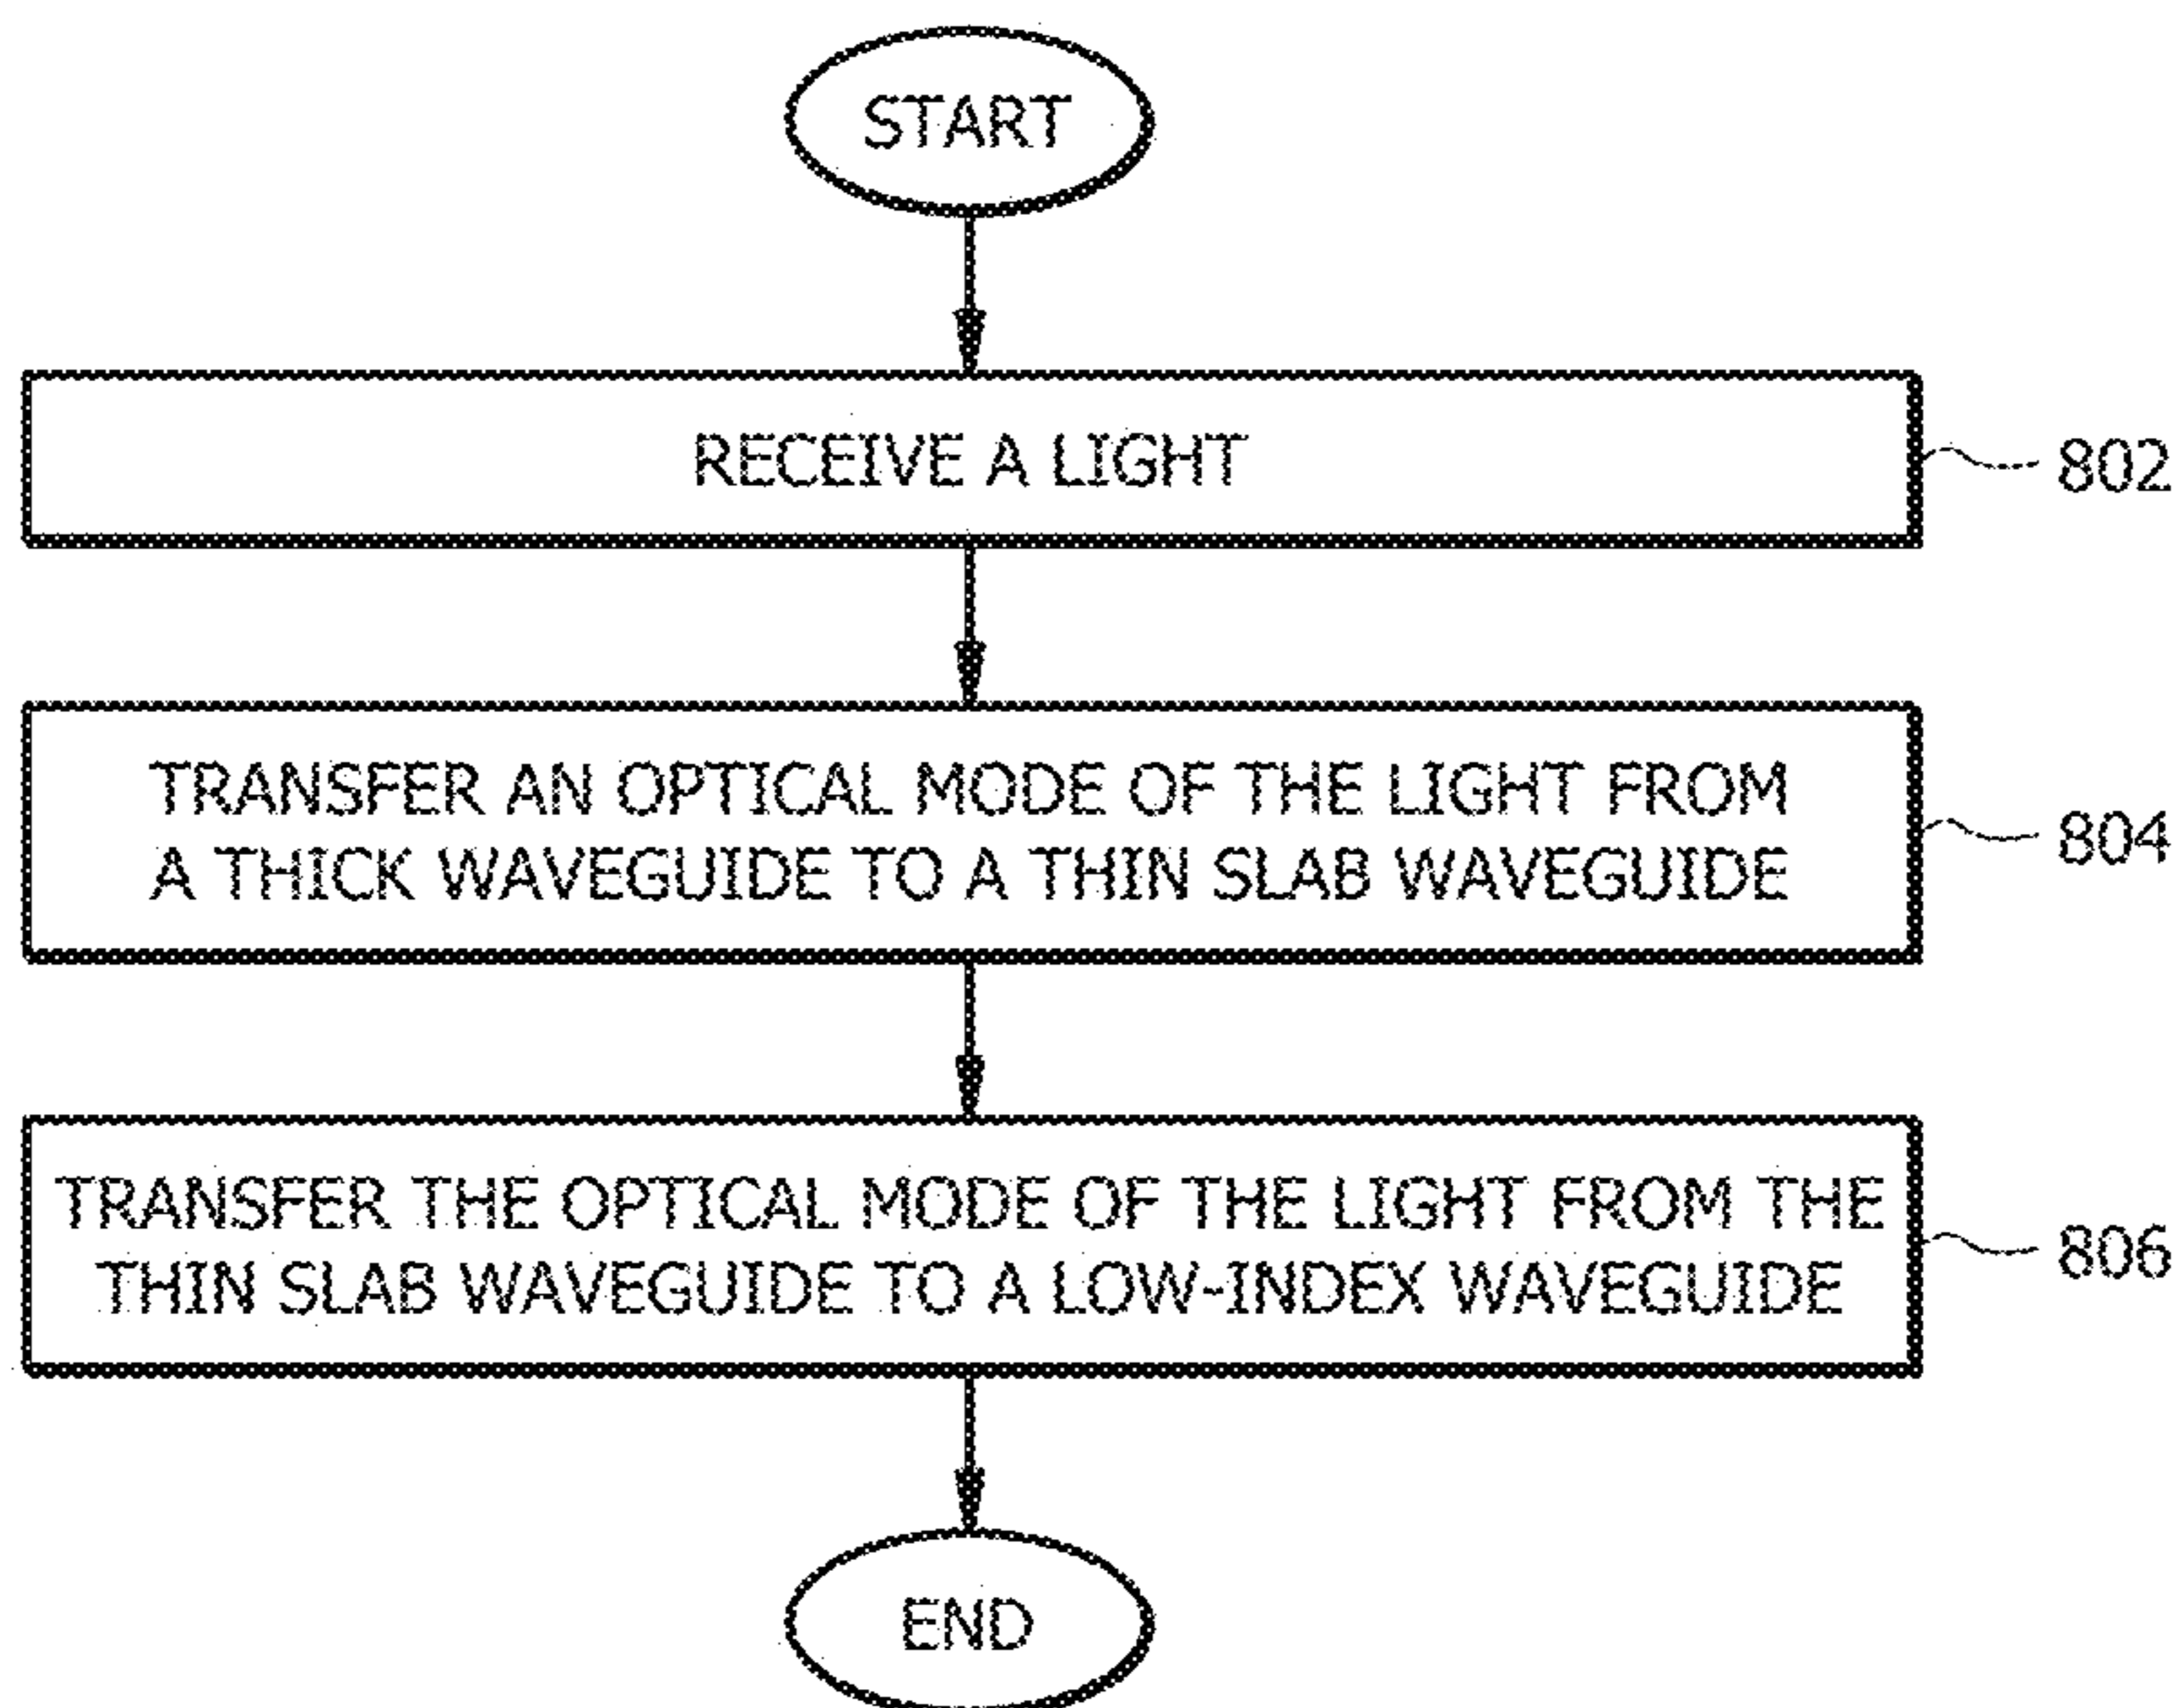 START
RECEIVE A LIGHT
802
TRANSFER AN OPTICAL MODE OF THE LIGHT FROM
A THICK WAVEGUIDE TO A THIN SLAB WAVEGUIDE
804
TRANSFER THE OPTICAL MODE OF THE LIGHT FROM THE
THIN SLAB WAVEGUIDE TO A LOW-INDEX WAVEGUIDE
806
END